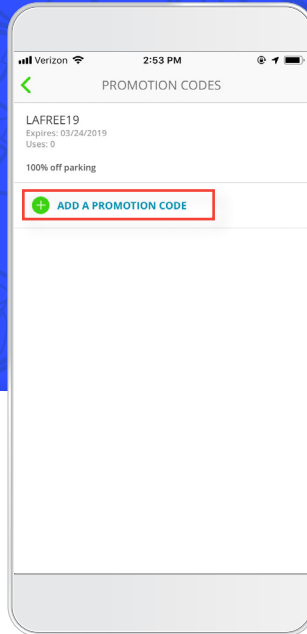 Verizon 2:53 PM
PROMOTION CODES
LAFREE19
Expires: 03/24/2019
Uses: 0
100% off parking
ADD A PROMOTION CODE